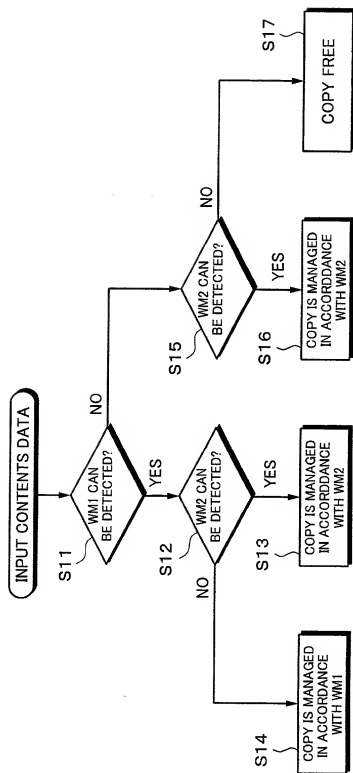 INPUT CONTENTS DATA
S11
WM1 CAN
BE DETECTED?
NO
YES
S12
WM2 CAN
BE DETECTED?
NO
YES
S15
WM2 CAN
BE DETECTED?
NO
YES
S14
COPY IS MANAGED
IN ACCORDANCE
WITH WM1
S13
COPY IS MANAGED
IN ACCORDANCE
WITH WM2
S16
COPY IS MANAGED
IN ACCORDDANCE
WITH WM2
S17
COPY FREE